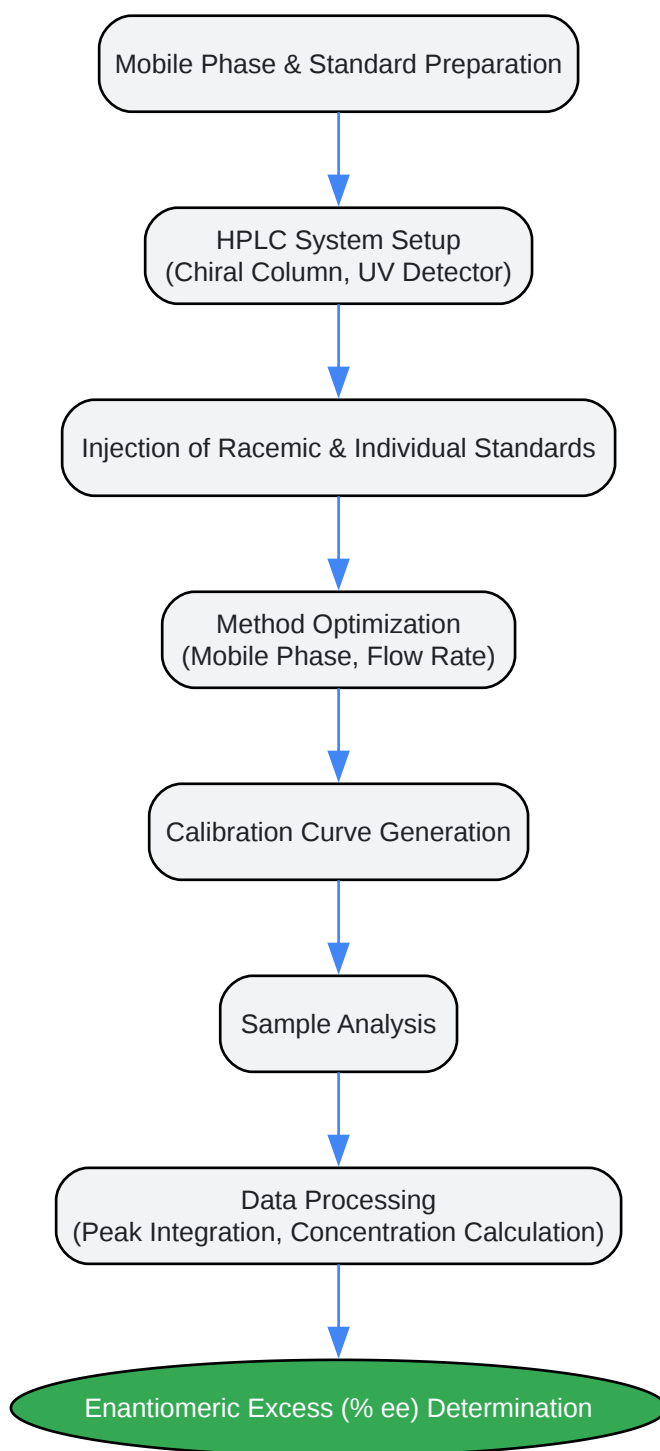 Mobile Phase & Standard Preparation
HPLC System Setup
(Chiral Column, UV Detector)
Injection of Racemic & Individual Standards
Method Optimization
(Mobile Phase, Flow Rate)
Calibration Curve Generation
Sample Analysis
Data Processing
(Peak Integration, Concentration Calculation)
Enantiomeric Excess (% ee) Determination